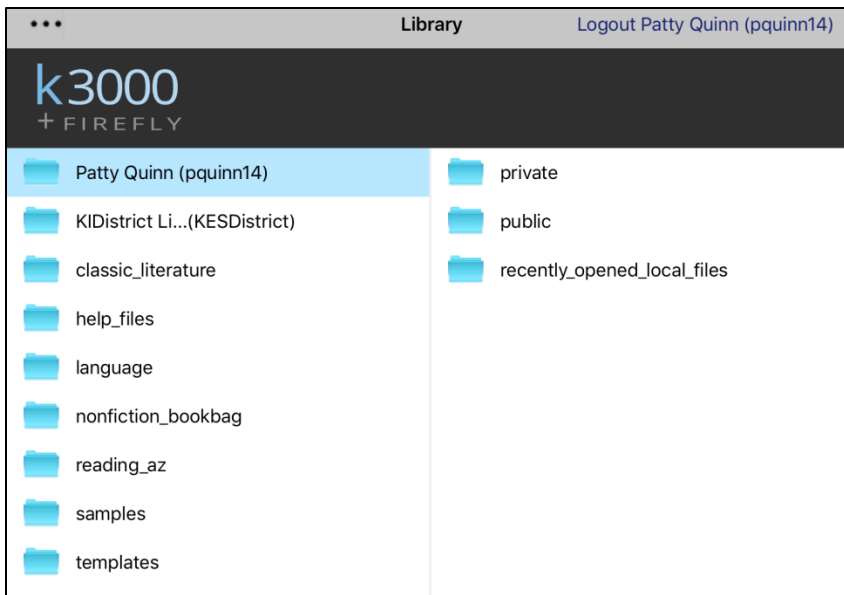 Library
Logout Patty Quinn (pquinn14)
k3000
+ FIREFLY
Patty Quinn (pquinn14)
KIDistrict Li...(KESDistrict)
classic_literature
help_files
language
nonfiction_bookbag
reading_az
samples
templates
private
public
recently_opened_local_files